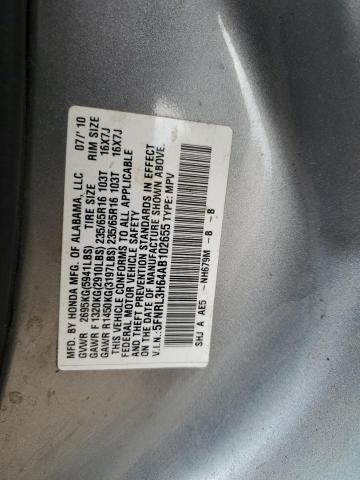 MFD. BY HONDA MFG. OF ALABAMA, LLC 07/'10
GVWR 2695KG(5941LBS) TIRE SIZE RIM SIZE
GAWR F 1320KG(2910LBS) 235/65R16 103T 16X7J
GAWR R 1450KG(3197LBS) 235/65R16 103T 16X7J
THIS VEHICLE CONFORMS TO ALL APPLICABLE
FEDERAL MOTOR VEHICLE SAFETY
AND THEFT PREVENTION STANDARDS IN EFFECT
ON THE DATE OF MANUFACTURE SHOWN ABOVE.
V.I.N.: 5FNRL3H64AB102655 TYPE: MPV
SHJ A AE5 -NH679M -B -B